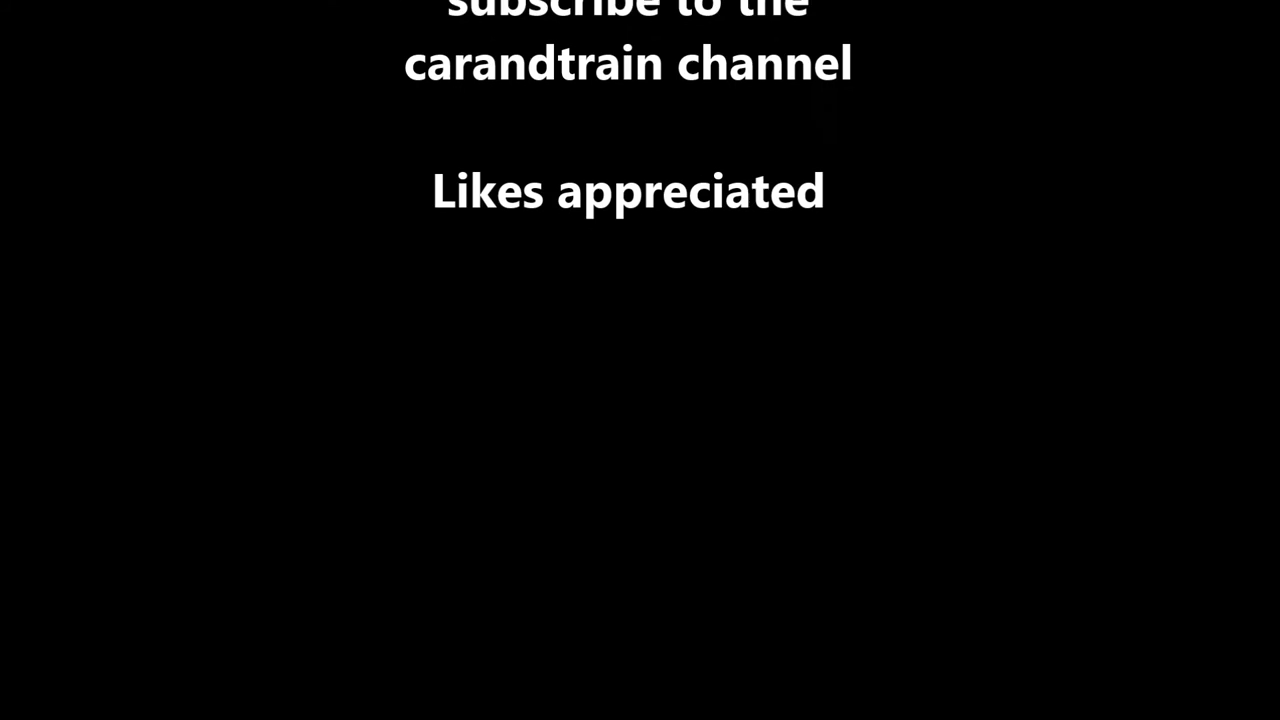 subscribe to the
carandtrain channel
Likes appreciated